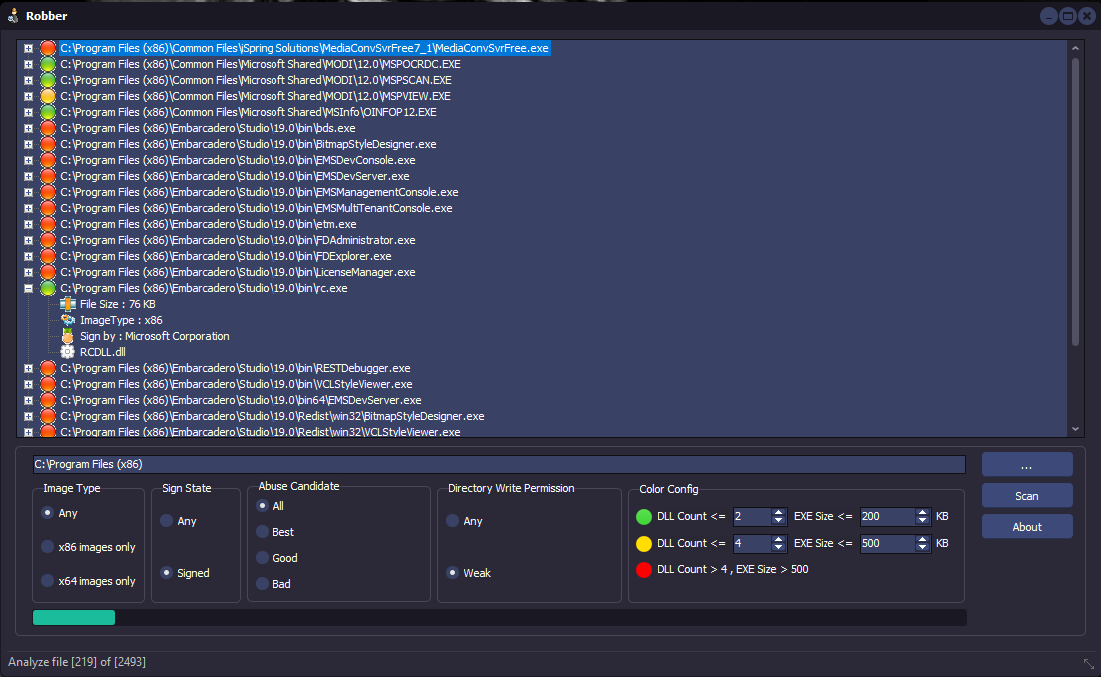 Robber
C:\Program Files (x86)\Common Files\iSpring Solutions\MediaConvSvrFree7_1\MediaConvSvrFree.exe
C:\Program Files (x86)\Common Files\Microsoft Shared\MODI\12.0\MSPOCRDC.EXE
C:\Program Files (x86)\Common Files\Microsoft Shared\MODI\12.0\MSPSCAN.EXE
C:\Program Files (x86)\Common Files\Microsoft Shared\MODI\12.0\MSPVIEW.EXE
C:\Program Files (x86)\Common Files\Microsoft Shared\MSInfo\OINFOP12.EXE
C:\Program Files (x86)\Embarcadero\Studio\19.0\bin\bds.exe
C:\Program Files (x86)\Embarcadero\Studio\19.0\bin\BitmapStyleDesigner.exe
C:\Program Files (x86)\Embarcadero\Studio\19.0\bin\EMSDevConsole.exe
C:\Program Files (x86)\Embarcadero\Studio\19.0\bin\EMSDevServer.exe
C:\Program Files (x86)\Embarcadero\Studio\19.0\bin\EMSManagementConsole.exe
C:\Program Files (x86)\Embarcadero\Studio\19.0\bin\EMSMultiTenantConsole.exe
C:\Program Files (x86)\Embarcadero\Studio\19.0\bin\etm.exe
C:\Program Files (x86)\Embarcadero\Studio\19.0\bin\FDAdministrator.exe
C:\Program Files (x86)\Embarcadero\Studio\19.0\bin\FDExplorer.exe
C:\Program Files (x86)\Embarcadero\Studio\19.0\bin\LicenseManager.exe
C:\Program Files (x86)\Embarcadero\Studio\19.0\bin\rc.exe
File Size : 76 KB
ImageType : x86
Sign by : Microsoft Corporation
RCDLL.dll
C:\Program Files (x86)\Embarcadero\Studio\19.0\bin\RESTDebugger.exe
C:\Program Files (x86)\Embarcadero\Studio\19.0\bin\VCLStyleViewer.exe
C:\Program Files (x86)\Embarcadero\Studio\19.0\bin64\EMSDevServer.exe
C:\Program Files (x86)\Embarcadero\Studio\19.0\Redist\win32\BitmapStyleDesigner.exe
C:\Program Files (x86)\Embarcadero\Studio\19.0\Redist\win32\VCLStyleViewer.exe
C:\Program Files (x86)
...
Scan
About
Image Type
Any
x86 images only
x64 images only
Sign State
Any
Signed
Abuse Candidate
All
Best
Good
Bad
Directory Write Permission
Any
Weak
Color Config
DLL Count <= 2 EXE Size <= 200 KB
DLL Count <= 4 EXE Size <= 500 KB
DLL Count > 4 , EXE Size > 500
Analyze file [219] of [2493]